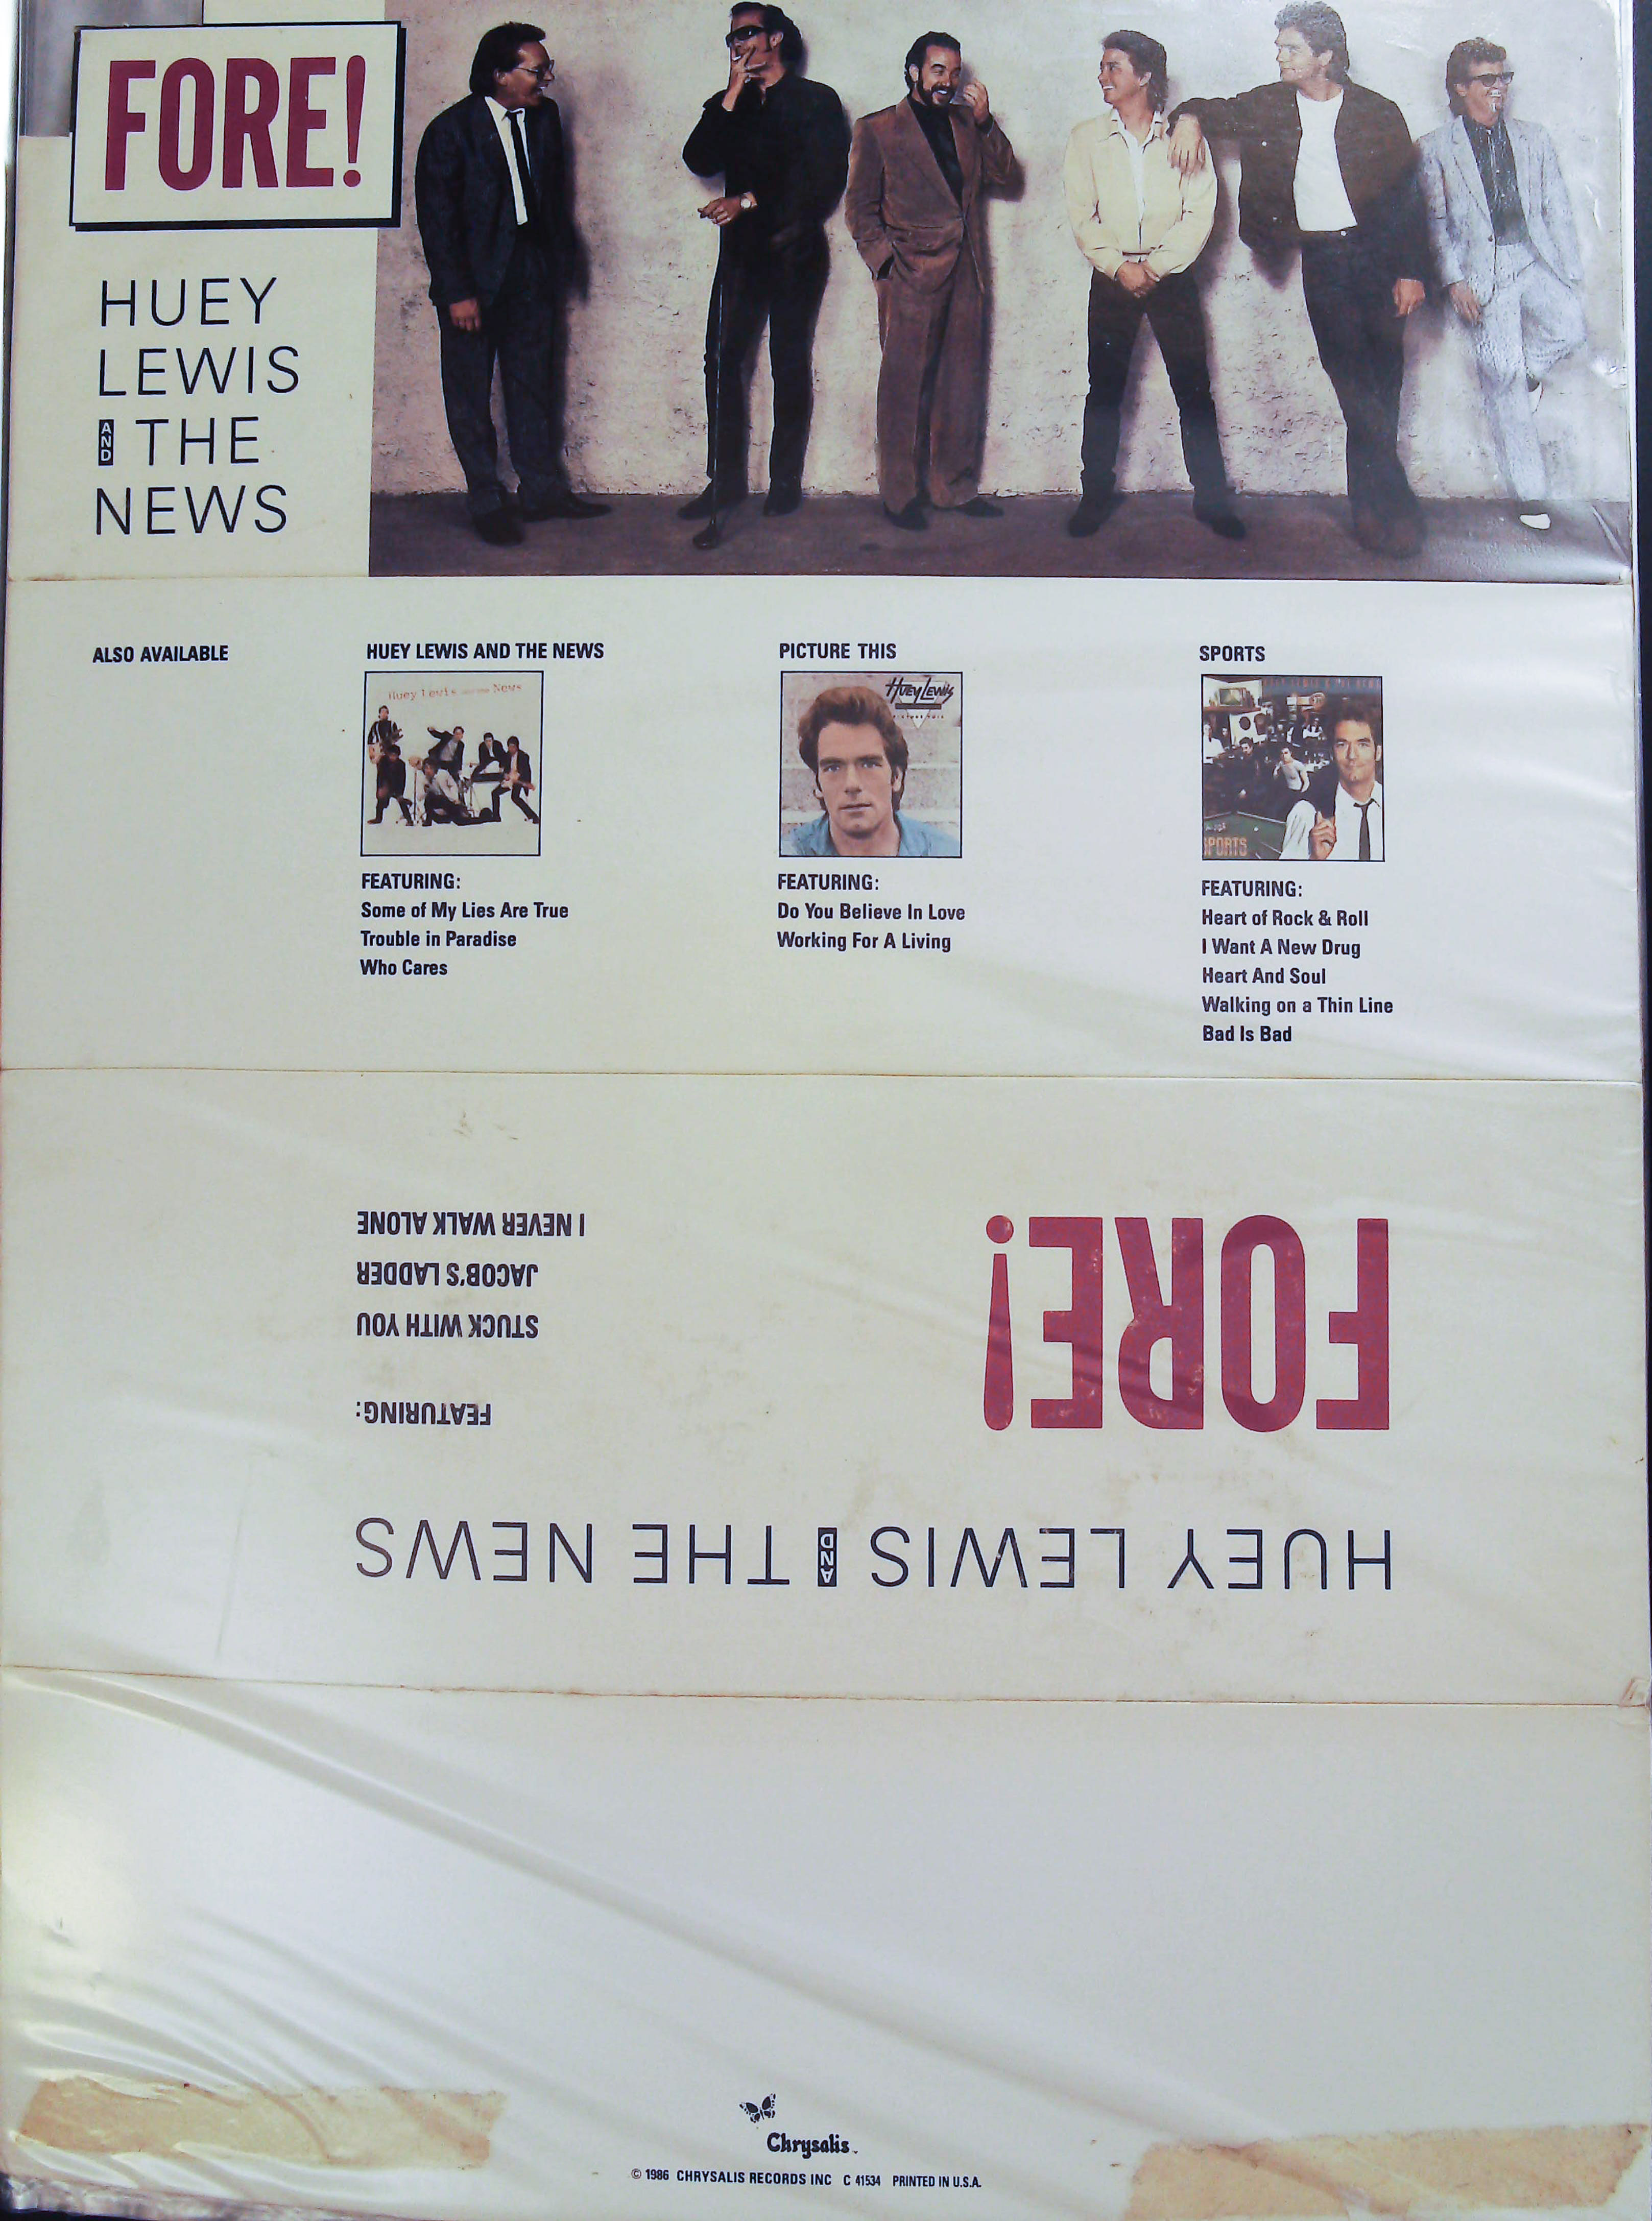 FORE!
HUEY
LEWIS
AND THE
NEWS
ALSO AVAILABLE
HUEY LEWIS AND THE NEWS
Huey Lewis and the News
FEATURING:
Some of My Lies Are True
Trouble in Paradise
Who Cares
PICTURE THIS
Huey Lewis
PICTURE THIS
FEATURING:
Do You Believe In Love
Working For A Living
SPORTS
SPORTS
FEATURING:
Heart of Rock & Roll
I Want A New Drug
Heart And Soul
Walking on a Thin Line
Bad Is Bad
HUEY LEWIS AND THE NEWS
FORE!
FEATURING:
STUCK WITH YOU
JACOB'S LADDER
I NEVER WALK ALONE
Chrysalis™
© 1986 CHRYSALIS RECORDS INC C 41534 PRINTED IN U.S.A.